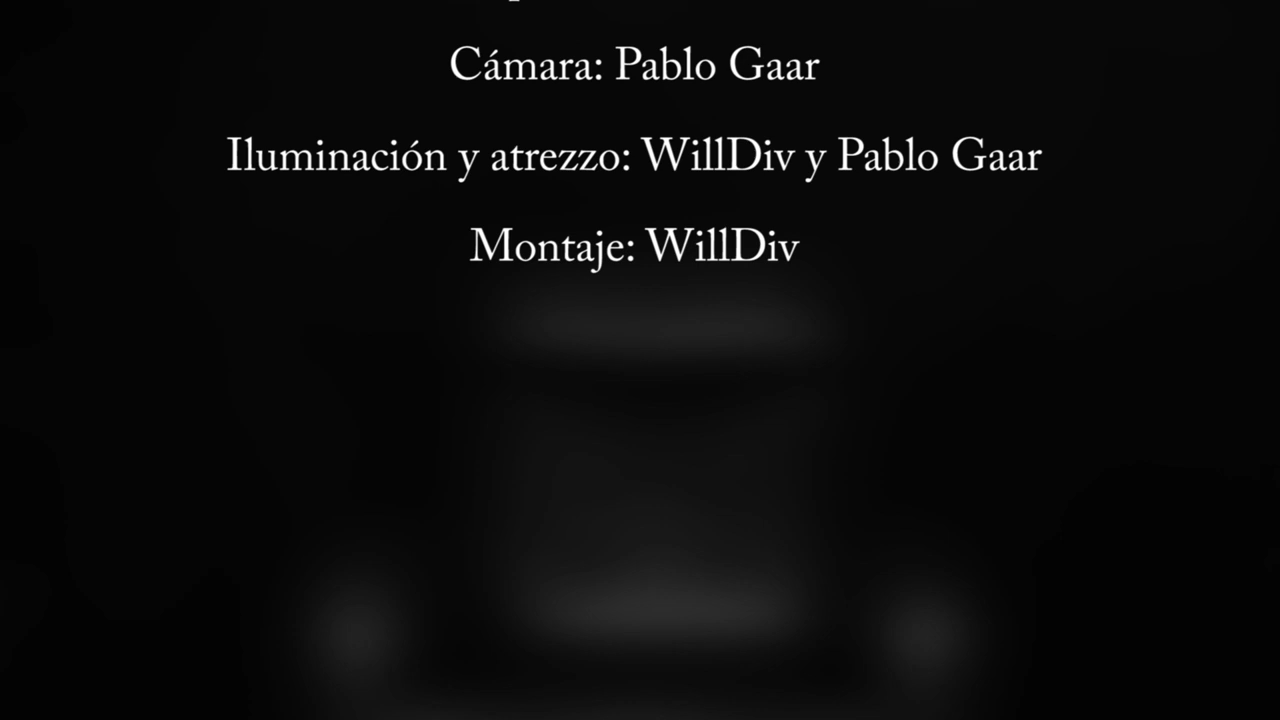 Cámara: Pablo Gaar
Iluminación y atrezzo: WillDiv y Pablo Gaar
Montaje: WillDiv